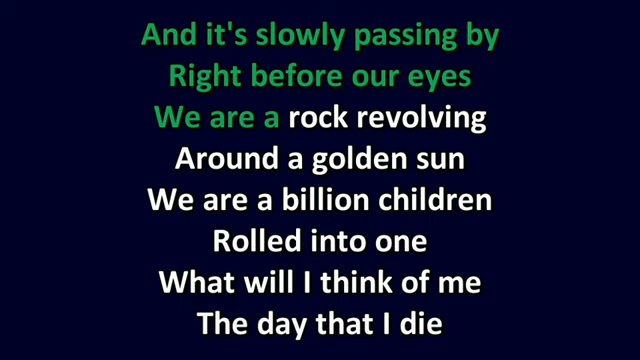 And it's slowly passing by
Right before our eyes
We are a rock revolving
Around a golden sun
We are a billion children
Rolled into one
What will I think of me
The day that I die